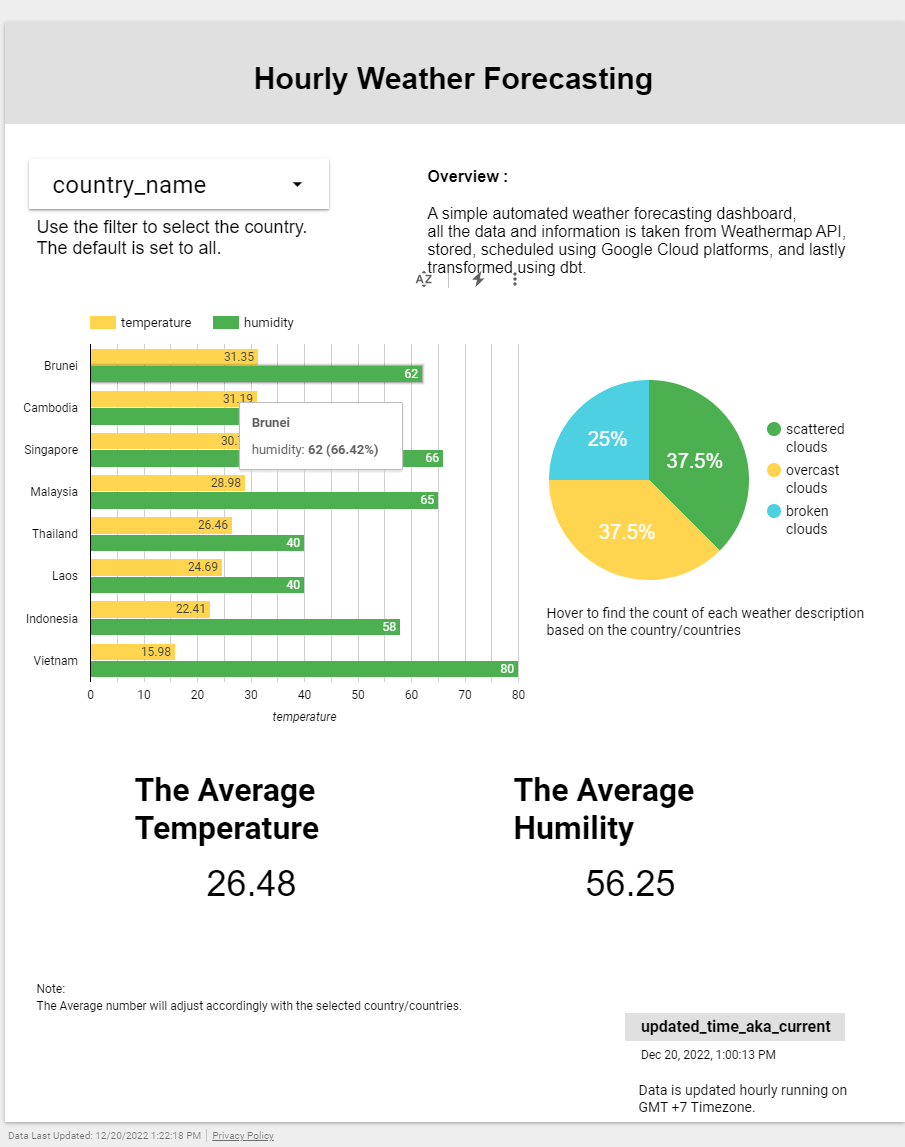 Hourly Weather Forecasting
country_name
Use the filter to select the country.
The default is set to all.
Overview :
A simple automated weather forecasting dashboard,
all the data and information is taken from Weathermap API,
stored, scheduled using Google Cloud platforms, and lastly
transformed using dbt.
AZ
temperature humidity
Brunei 31.35
62
Cambodia 31.19
Singapore 30.
66
Malaysia 28.98
65
Thailand 26.46
40
Laos 24.69
40
Indonesia 22.41
58
Vietnam 15.98
80
Brunei
humidity: 62 (66.42%)
0 10 20 30 40 50 60 70 80
temperature
25%
37.5%
37.5%
scattered
clouds
overcast
clouds
broken
clouds
Hover to find the count of each weather description
based on the country/countries
The Average
Temperature
26.48
The Average
Humility
56.25
Note:
The Average number will adjust accordingly with the selected country/countries.
updated_time_aka_current
Dec 20, 2022, 1:00:13 PM
Data is updated hourly running on
GMT +7 Timezone.
Data Last Updated: 12/20/2022 1:22:18 PM Privacy Policy